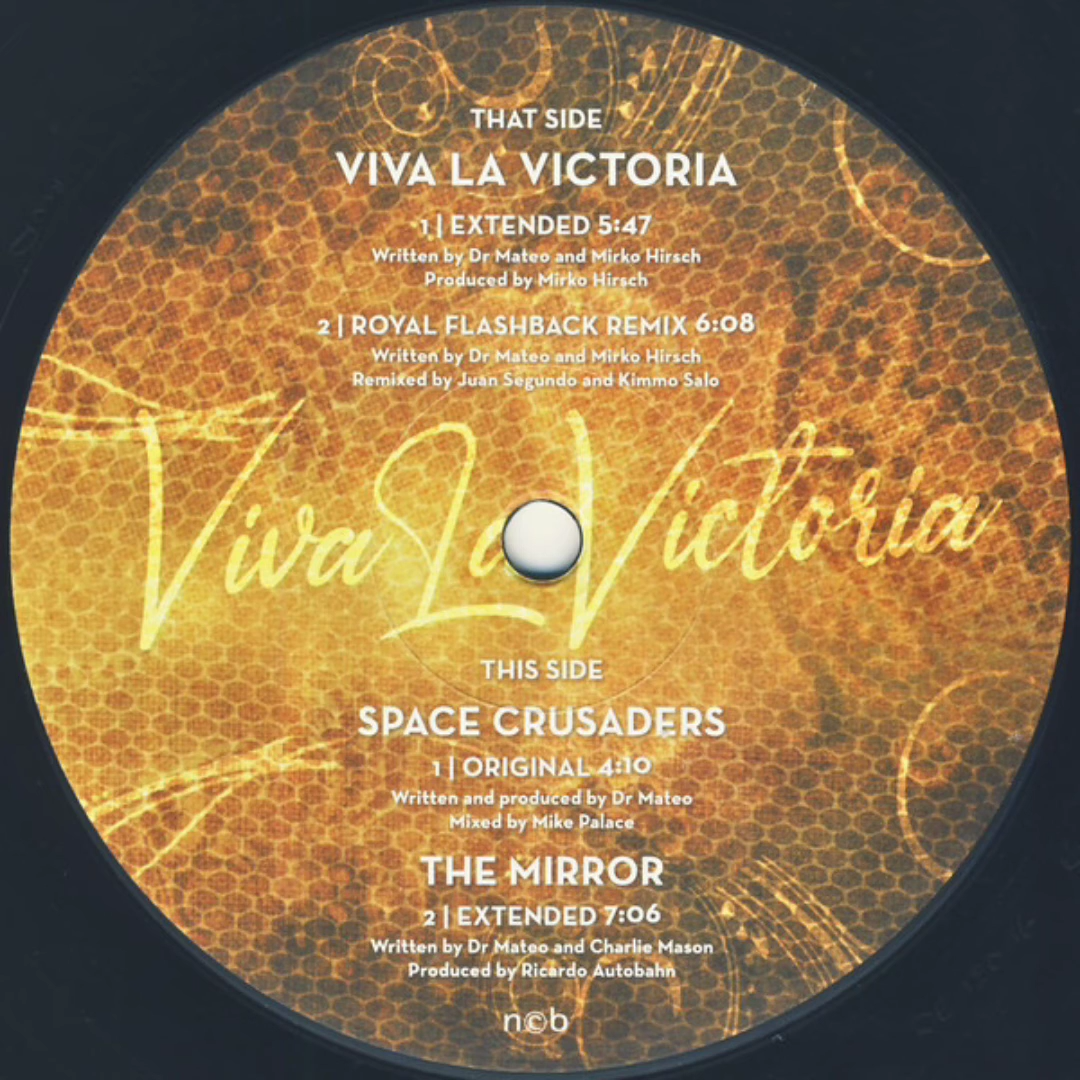 THAT SIDE
VIVA LA VICTORIA
1 | EXTENDED 5:47
Written by Dr Mateo and Mirko Hirsch
Produced by Mirko Hirsch
2 | ROYAL FLASHBACK REMIX 6:08
Written by Dr Mateo and Mirko Hirsch
Remixed by Juan Segundo and Kimmo Salo
Viva La Victoria
THIS SIDE
SPACE CRUSADERS
1 | ORIGINAL 4:10
Written and produced by Dr Mateo
Mixed by Mike Palace
THE MIRROR
2 | EXTENDED 7:06
Written by Dr Mateo and Charlie Mason
Produced by Ricardo Autobahn
n©b